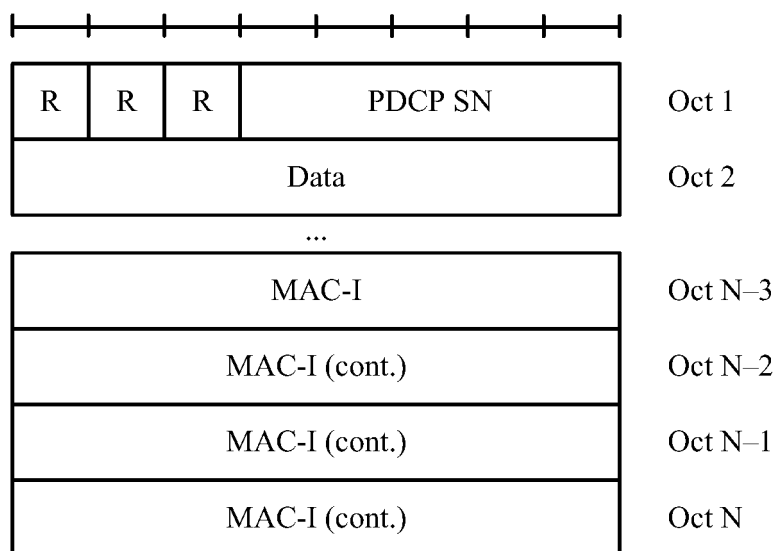 R R R PDCP SN Oct 1
Data Oct 2
...
MAC-I Oct N–3
MAC-I (cont.) Oct N–2
MAC-I (cont.) Oct N–1
MAC-I (cont.) Oct N